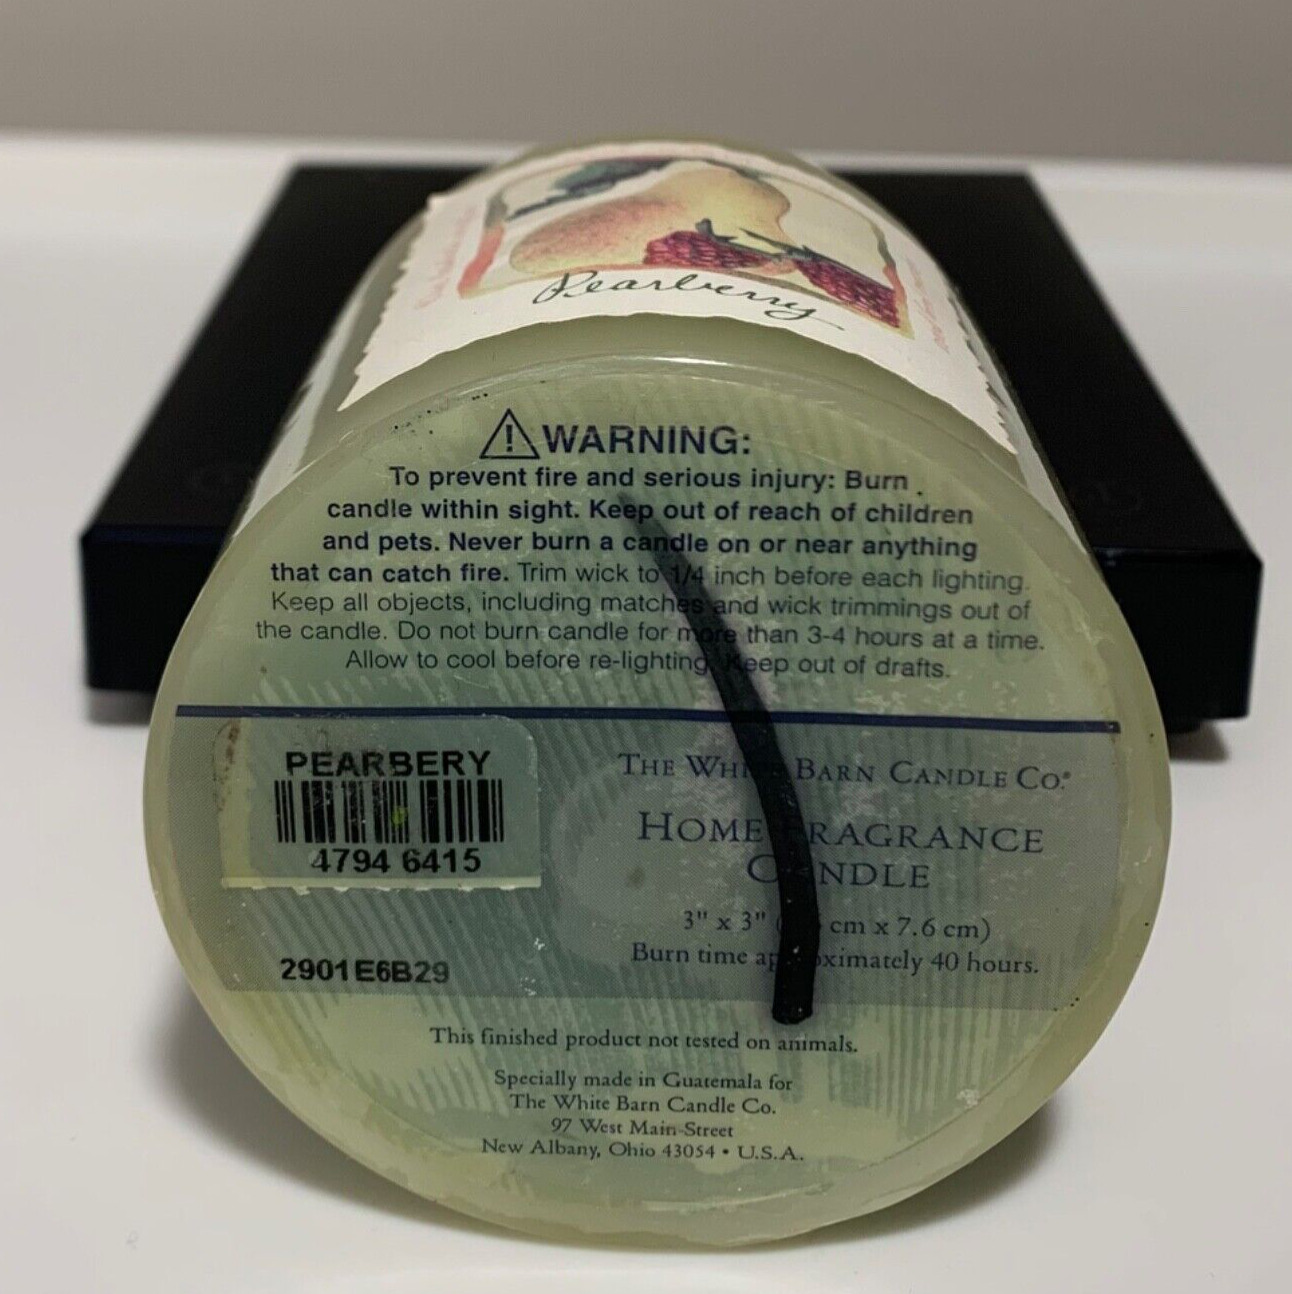 Pearberry
WARNING:
To prevent fire and serious injury: Burn
candle within sight. Keep out of reach of children
and pets. Never burn a candle on or near anything
that can catch fire. Trim wick to 1/4 inch before each lighting.
Keep all objects, including matches and wick trimmings out of
the candle. Do not burn candle for more than 3-4 hours at a time.
Allow to cool before re-lighting. Keep out of drafts.
PEARBERY
4794 6415
2901E6B29
THE WHITE BARN CANDLE CO.®
HOME FRAGRANCE
CANDLE
3" x 3" ( cm x 7.6 cm)
Burn time approximately 40 hours.
This finished product not tested on animals.
Specially made in Guatemala for
The White Barn Candle Co.
97 West Main Street
New Albany, Ohio 43054 • U.S.A.